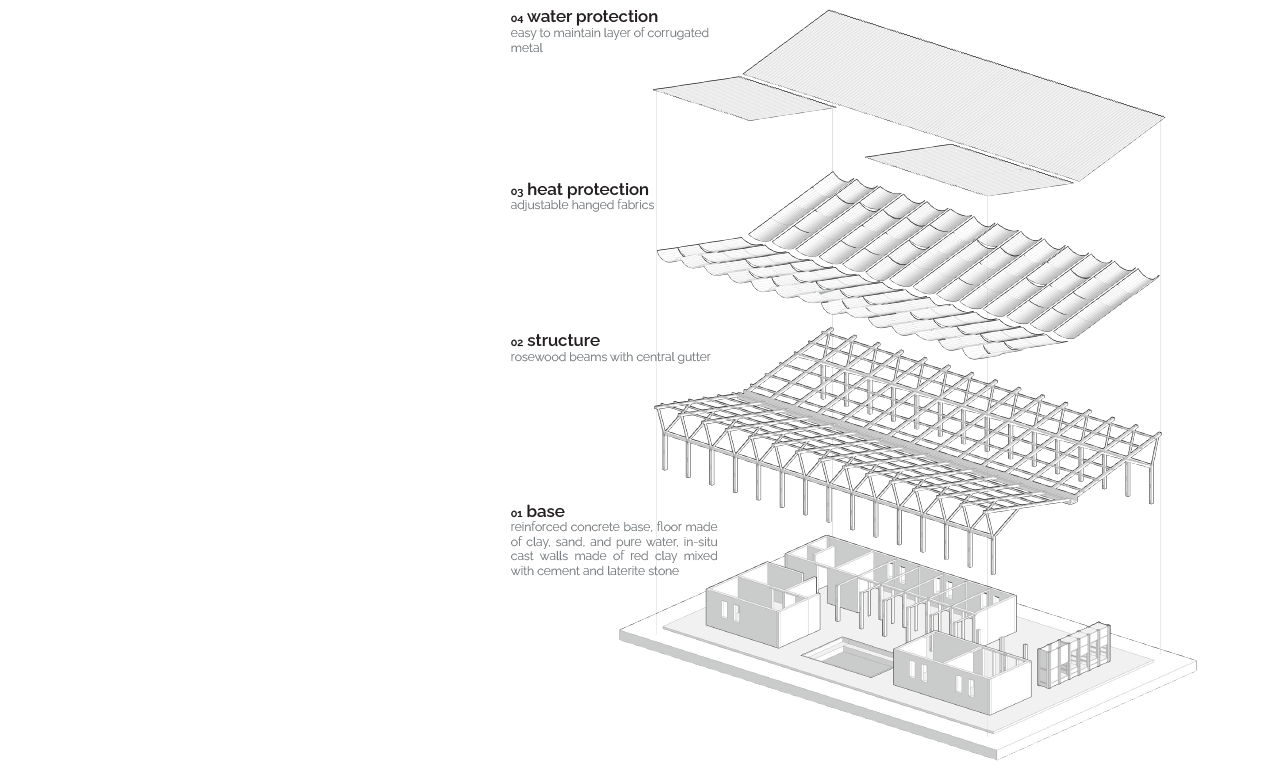 04 water protection
easy to maintain layer of corrugated
metal
03 heat protection
adjustable hanged fabrics
02 structure
rosewood beams with central gutter
01 base
reinforced concrete base, floor made
of clay, sand, and pure water, in-situ
cast walls made of red clay mixed
with cement and laterite stone